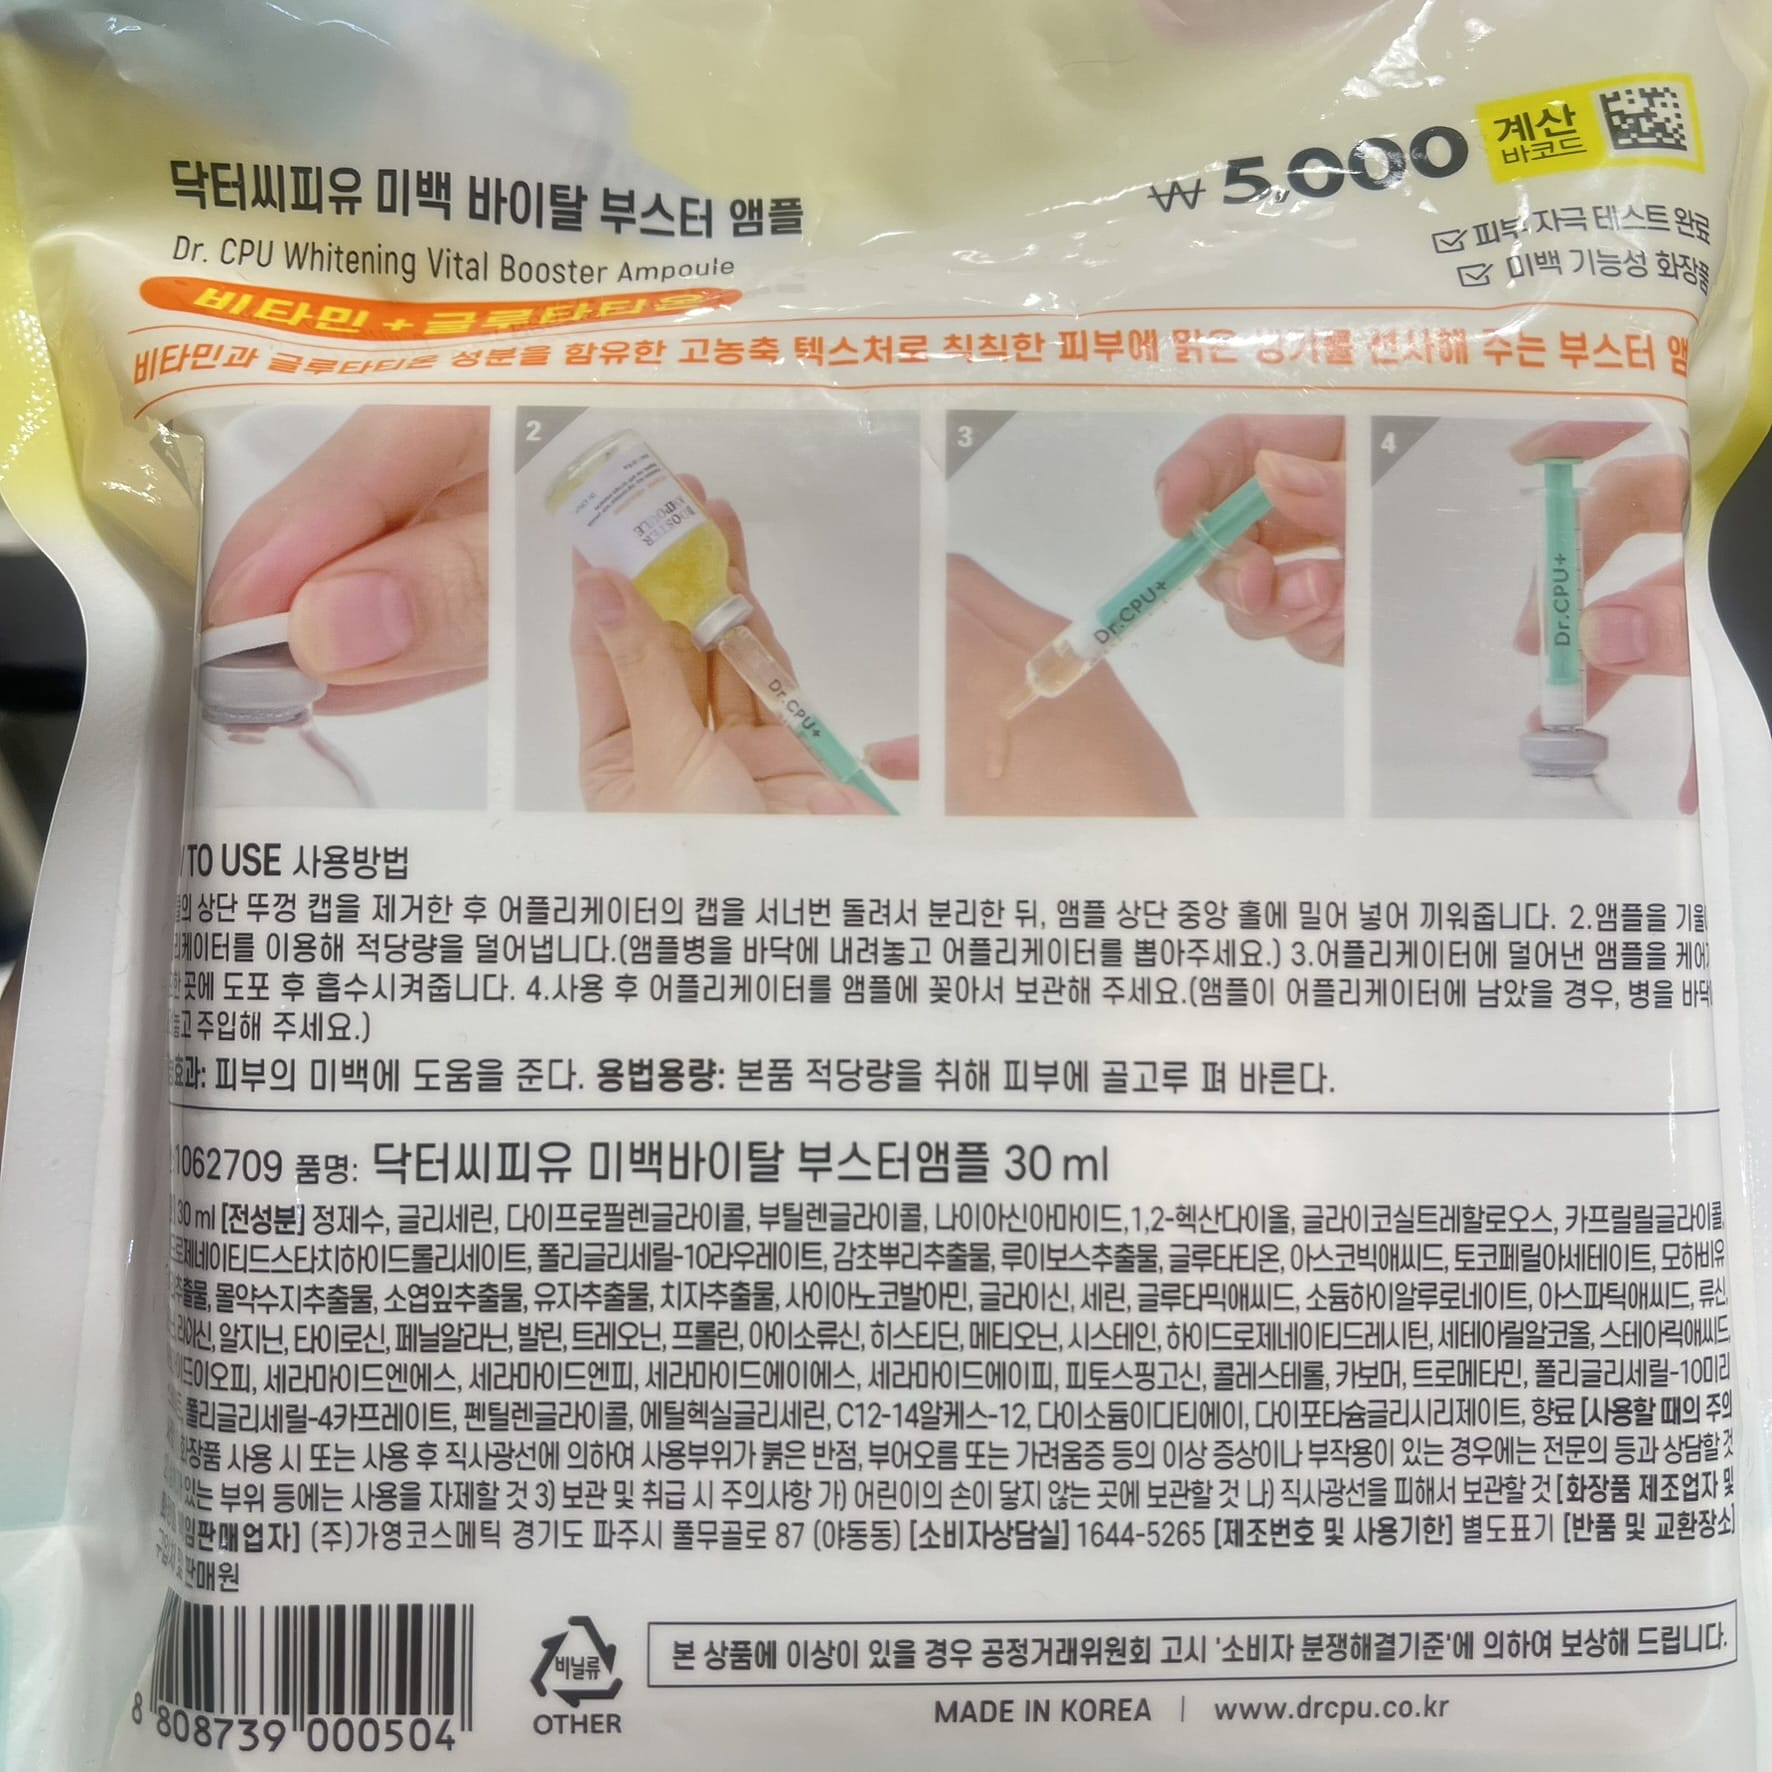 ₩ 5,000
계산
바코드
닥터씨피유 미백 바이탈 부스터 앰플
Dr. CPU Whitening Vital Booster Ampoule
피부 자극 테스트 완료
미백 기능성 화장품
비타민 + 글루타티온
비타민과 글루타티온 성분을 함유한 고농축 텍스처로 칙칙한 피부에 맑은 생기를 선사해 주는 부스터
2
3
4
BOOSTER
AMPOULE
Dr.CPU+
Dr.CPU+
Dr.CPU+
TO USE 사용방법
상단 뚜껑 캡을 제거한 후 어플리케이터의 캡을 서너번 돌려서 분리한 뒤, 앰플 상단 중앙 홀에 밀어 넣어 끼워줍니다. 2.앰플을
이용해 적당량을 덜어냅니다.(앰플병을 바닥에 내려놓고 어플리케이터를 뽑아주세요.) 3.어플리케이터에 덜어낸 앰플을
곳에 도포 후 흡수시켜줍니다. 4.사용 후 어플리케이터를 앰플에 꽂아서 보관해 주세요.(앰플이 어플리케이터에 남았을 경우, 병을
주입해 주세요.)
피부의 미백에 도움을 준다. 용법용량: 본품 적당량을 취해 피부에 골고루 펴 바른다.
1062709 품명: 닥터씨피유 미백바이탈 부스터앰플 30 ml
30 ml [전성분] 정제수, 글리세린, 다이프로필렌글라이콜, 부틸렌글라이콜, 나이아신아마이드,1,2-헥산다이올, 글라이코실트레할로오스, 카프릴릴글라이콜,
폴리글리세릴-10라우레이트, 감초뿌리추출물, 루이보스추출물, 글루타티온, 아스코빅애씨드, 토코페릴아세테이트,
몰약수지추출물, 소엽잎추출물, 유자추출물, 치자추출물, 사이아노코발아민, 글라이신, 세린, 글루타믹애씨드, 소듐하이알루로네이트, 아스파틱애씨드, 류신,
라이신, 알지닌, 타이로신, 페닐알라닌, 발린, 트레오닌, 프롤린, 아이소류신, 히스티딘, 메티오닌, 시스테인, 하이드로제네이티드레시틴, 세테아릴알코올, 스테아릭애씨드,
세라마이드엔에스, 세라마이드엔피, 세라마이드에이에스, 세라마이드에이피, 피토스핑고신, 콜레스테롤, 카보머, 트로메타민, 폴리글리세릴-10미리
폴리글리세릴-4카프레이트, 펜틸렌글라이콜, 에틸헥실글리세린, C12-14알케스-12, 다이소듐이디티에이, 다이포타슘글리시리제이트, 향료 [사용할 때의 주의
화장품 사용 시 또는 사용 후 직사광선에 의하여 사용부위가 붉은 반점, 부어오름 또는 가려움증 등의 이상 증상이나 부작용이 있는 경우에는 전문의 등과 상담할 것
있는 부위 등에는 사용을 자제할 것 3) 보관 및 취급 시 주의사항 가) 어린이의 손이 닿지 않는 곳에 보관할 것 나) 직사광선을 피해서 보관할 것 [화장품 제조업자 및
(주)가영코스메틱 경기도 파주시 풀무골로 87 (야동동) [소비자상담실] 1644-5265 [제조번호 및 사용기한] 별도표기 [반품 및 교환장소]
판매원
8 808739 000504
비닐류
OTHER
본 상품에 이상이 있을 경우 공정거래위원회 고시 '소비자 분쟁해결기준'에 의하여 보상해 드립니다.
MADE IN KOREA | www.drcpu.co.kr